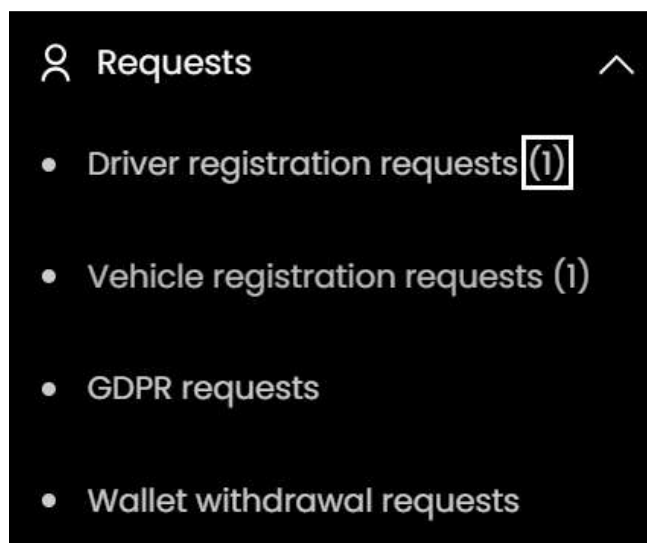 Requests
Driver registration requests (1)
Vehicle registration requests (1)
GDPR requests
Wallet withdrawal requests